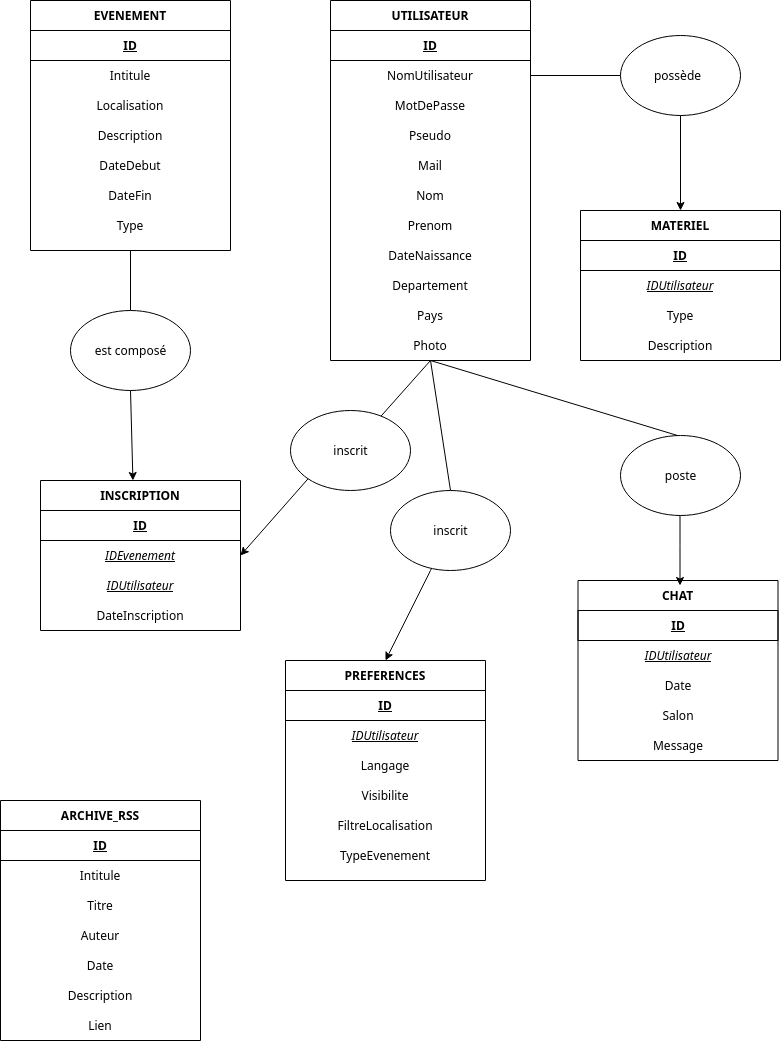 EVENEMENT
ID
Intitule
Localisation
Description
DateDebut
DateFin
Type
UTILISATEUR
ID
NomUtilisateur
MotDePasse
Pseudo
Mail
Nom
Prenom
DateNaissance
Departement
Pays
Photo
possède
MATERIEL
ID
IDUtilisateur
Type
Description
est composé
inscrit
inscrit
poste
INSCRIPTION
ID
IDEvenement
IDUtilisateur
DateInscription
PREFERENCES
ID
IDUtilisateur
Langage
Visibilite
FiltreLocalisation
TypeEvenement
CHAT
ID
IDUtilisateur
Date
Salon
Message
ARCHIVE_RSS
ID
Intitule
Titre
Auteur
Date
Description
Lien